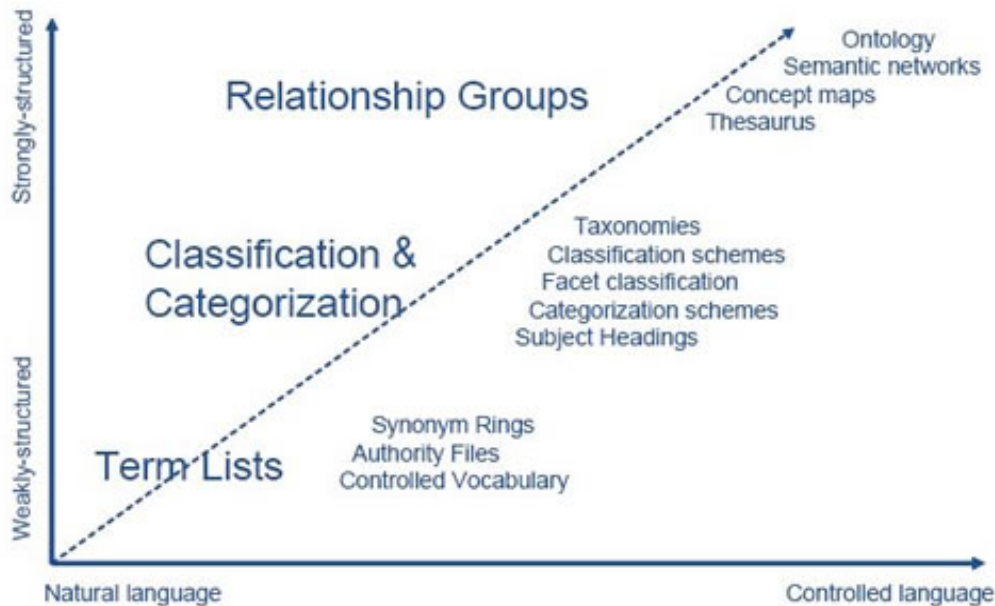 Strongly-structured
Weakly-structured
Relationship Groups
Ontology
Semantic networks
Concept maps
Thesaurus
Classification &
Categorization
Taxonomies
Classification schemes
Facet classification
Categorization schemes
Subject Headings
Term Lists
Synonym Rings
Authority Files
Controlled Vocabulary
Natural language
Controlled language